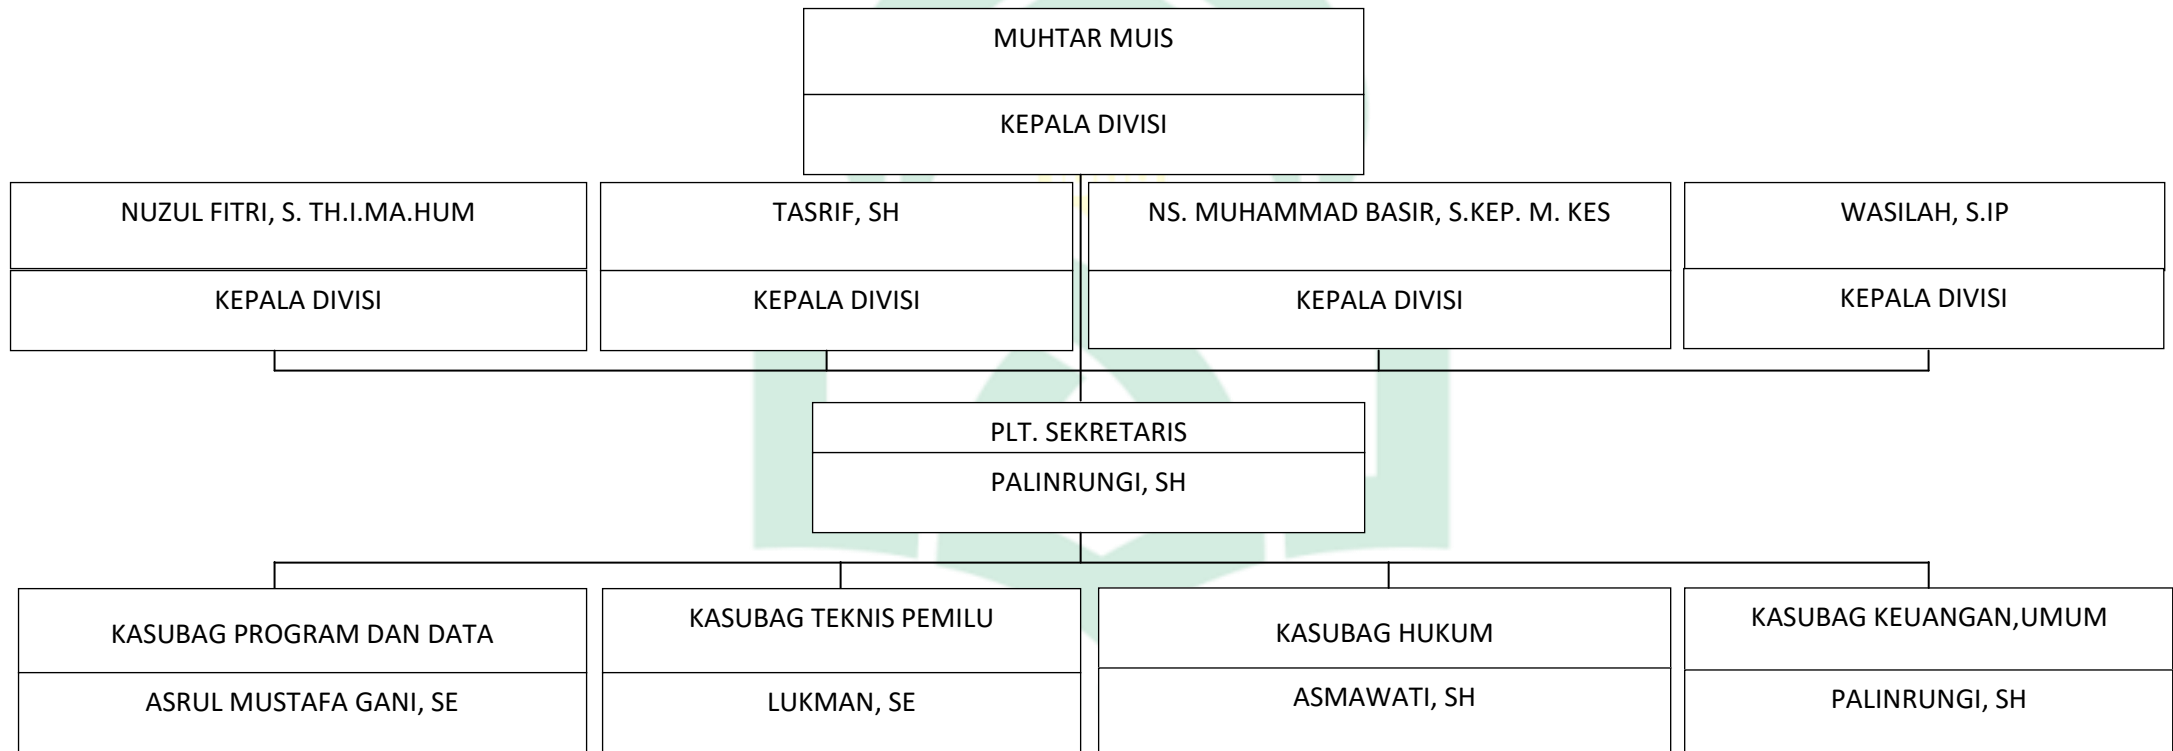 MUHTAR MUIS
KEPALA DIVISI
NUZUL FITRI, S. TH.I.MA.HUM
KEPALA DIVISI
TASRIF, SH
KEPALA DIVISI
NS. MUHAMMAD BASIR, S.KEP. M. KES
KEPALA DIVISI
WASILAH, S.IP
KEPALA DIVISI
PLT. SEKRETARIS
PALINRUNGI, SH
KASUBAG PROGRAM DAN DATA
ASRUL MUSTAFA GANI, SE
KASUBAG TEKNIS PEMILU
LUKMAN, SE
KASUBAG HUKUM
ASMAWATI, SH
KASUBAG KEUANGAN,UMUM
PALINRUNGI, SH